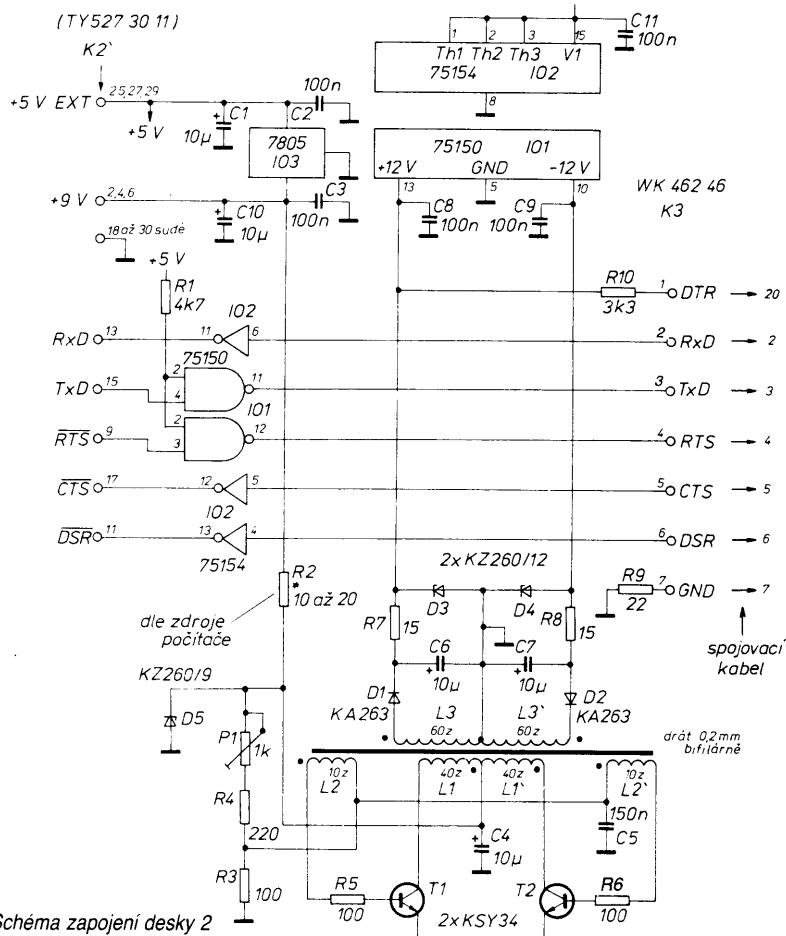 (TY527 30 11)
K2`
+5 V EXT
25,27,29
+5 V
C1
10µ
C2
100n
7805
IO3
1
2
3
15
Th1 Th2 Th3 V1
75154 IO2
8
C11
100n
75150 IO1
+12 V GND -12 V
13
5
10
WK 462 46
K3
+9 V
2,4,6
C10
10µ
C3
100n
C8
100n
C9
100n
18 až 30 sudé
+5 V
R1
4k7
R10
3k3
1
DTR
20
RxD
13
IO2
11
6
2
RxD
2
75150
TxD
15
2
4
11
3
TxD
3
IO1
RTS
9
2
3
12
4
RTS
4
CTS
17
12
5
5
CTS
5
IO2
DSR
11
13
4
6
DSR
6
75154
R2
*
10 až 20
dle zdroje
počítače
2xKZ260/12
D3
D4
R9
22
7
GND
7
R7
15
R8
15
spojovací
kabel
C6
10µ
C7
10µ
KZ260/9
D5
D1
KA263
D2
KA263
L3
60z
L3`
60z
drát 0,2mm
bifilárně
P1
1k
10z
L2
40z
L1
40z
L1`
10z
L2`
R4
220
C4
10µ
150n
C5
R3
100
R5
100
T1
T2
R6
100
2xKSY34
Schéma zapojení desky 2